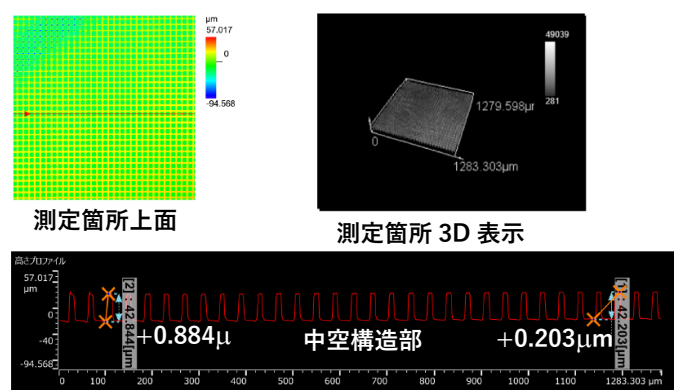 μm
57.017
0
-94.568
測定箇所上面
49039
281
1279.598μm
0
1283.303μm
測定箇所 3D 表示
高さプロファイル
57.017
μm
0
-40
-94.568
[2] : 42.844μm
+0.884μ
中空構造部
+0.203μm
[1] : 42.203μm
0 100 200 300 400 500 600 700 800 900 1000 1100 1283.303 μm